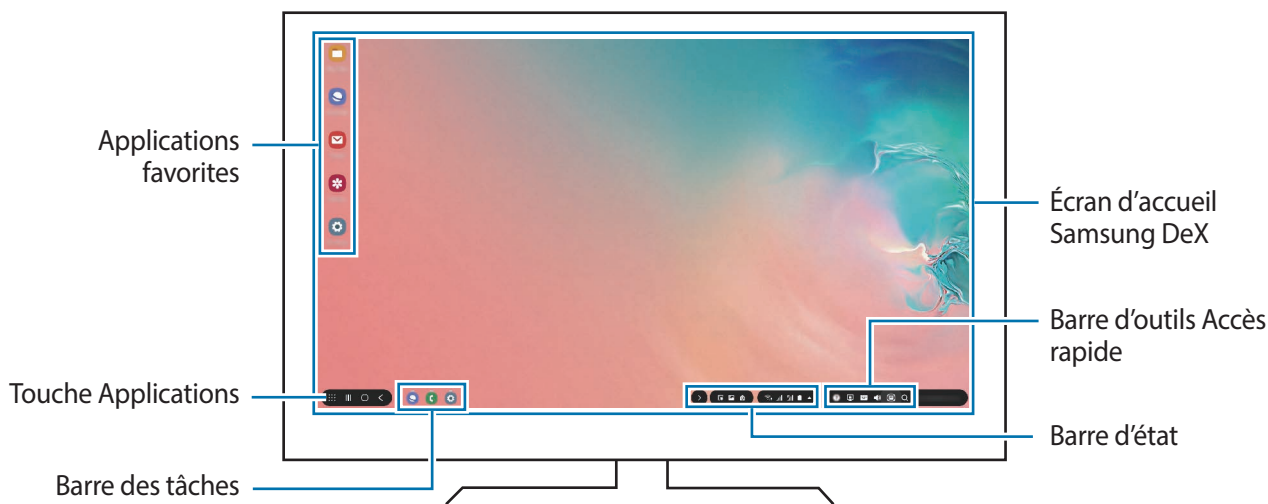 Applications
favorites
Écran d'accueil
Samsung DeX
Barre d'outils Accès
rapide
Touche Applications
Barre d'état
Barre des tâches